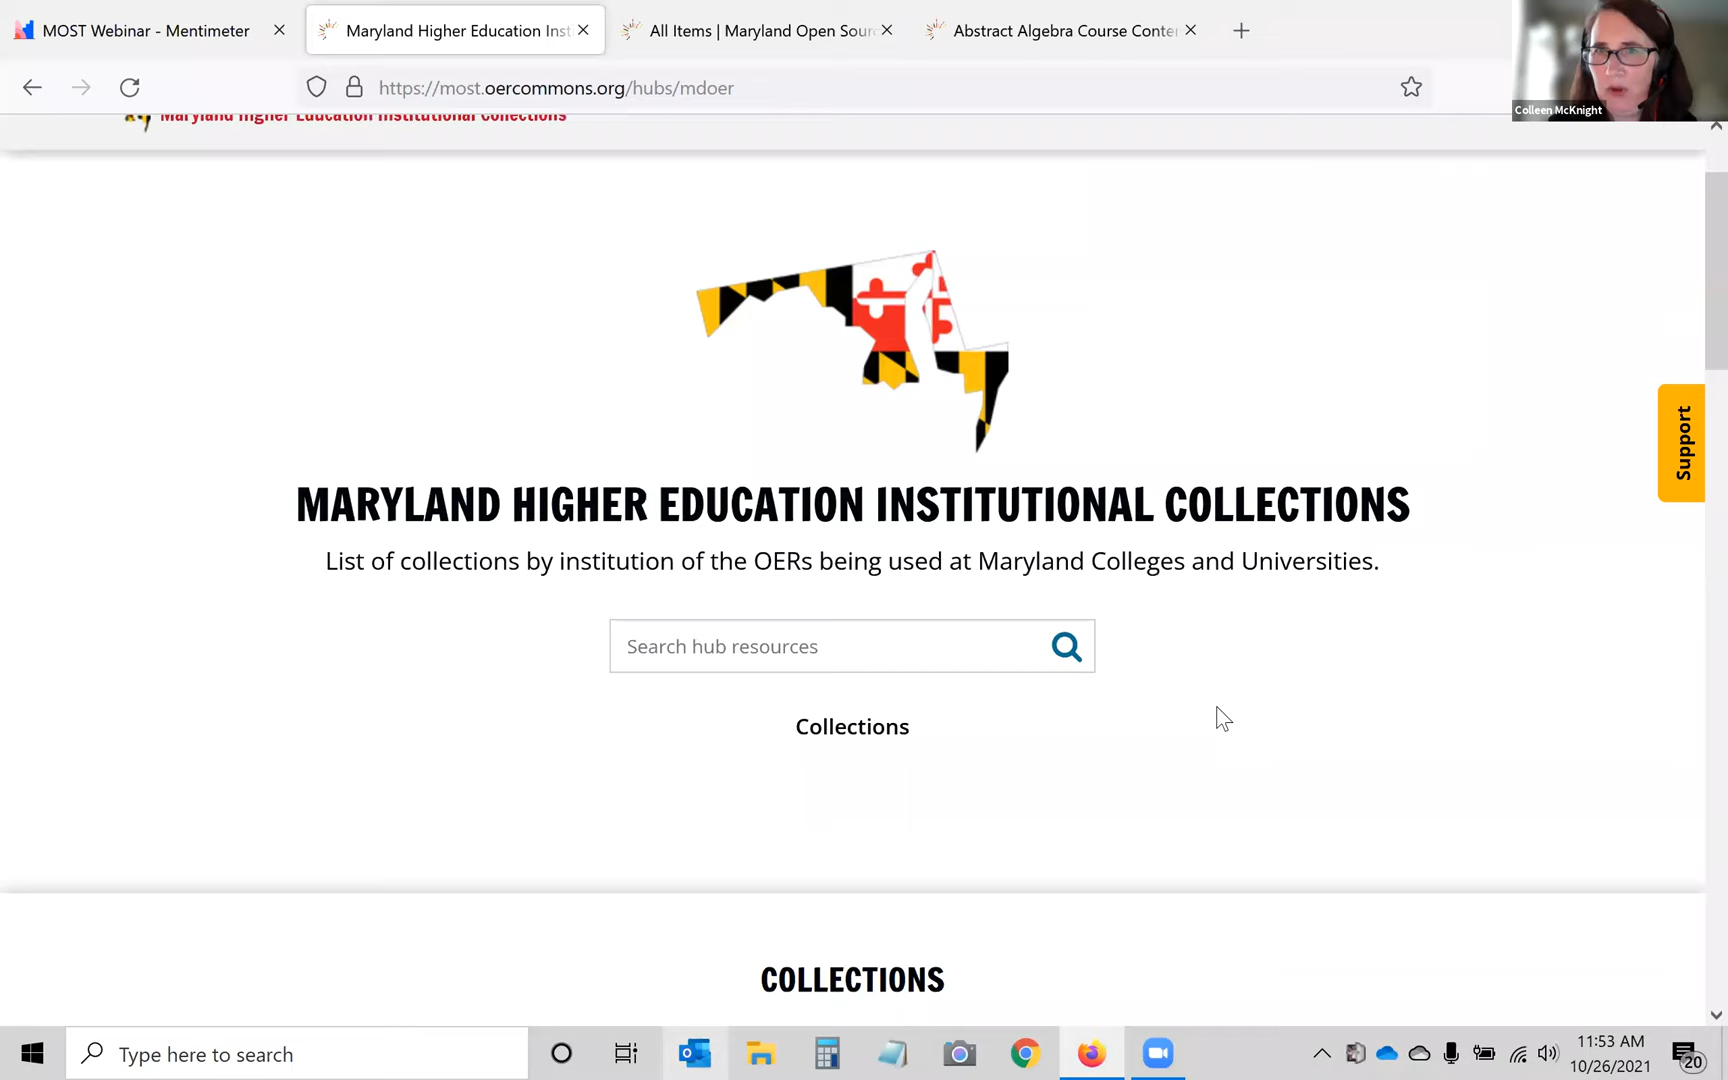 MOST Webinar - Mentimeter
Maryland Higher Education Inst
All Items | Maryland Open Sour
Abstract Algebra Course Conte
https://most.oercommons.org/hubs/mdoer
Colleen McKnight
Maryland Higher Education Institutional Collections
MARYLAND HIGHER EDUCATION INSTITUTIONAL COLLECTIONS
List of collections by institution of the OERs being used at Maryland Colleges and Universities.
Search hub resources
Collections
Support
COLLECTIONS
Type here to search
11:53 AM
10/26/2021
20